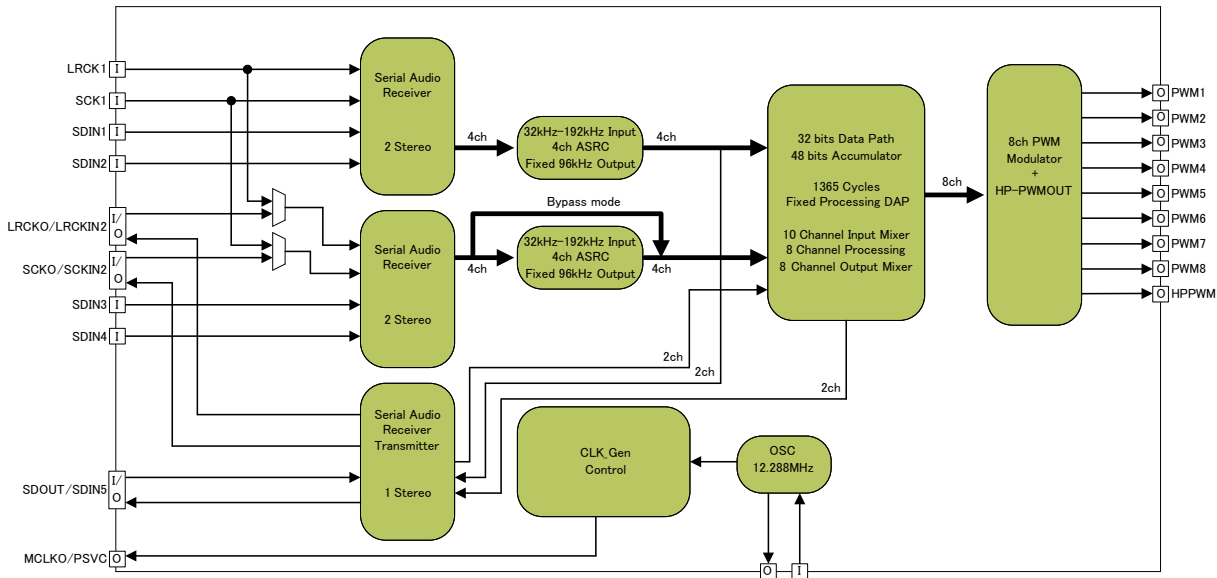 LRCK1 I
SCK1 I
SDIN1 I
SDIN2 I
LRCKO/LRCKIN2 I/O
SCKO/SCKIN2 I/O
SDIN3 I
SDIN4 I
SDOUT/SDIN5 I/O
MCLKO/PSVC O
Serial Audio
Receiver
2 Stereo
4ch
32kHz-192kHz Input
4ch ASRC
Fixed 96kHz Output
4ch
Bypass mode
Serial Audio
Receiver
2 Stereo
4ch
32kHz-192kHz Input
4ch ASRC
Fixed 96kHz Output
4ch
2ch
2ch
2ch
Serial Audio
Receiver
Transmitter
1 Stereo
CLK_Gen
Control
OSC
12.288MHz
O
I
32 bits Data Path
48 bits Accumulator
1365 Cycles
Fixed Processing DAP
10 Channel Input Mixer
8 Channel Processing
8 Channel Output Mixer
8ch
8ch PWM
Modulator
+
HP-PWMOUT
O PWM1
O PWM2
O PWM3
O PWM4
O PWM5
O PWM6
O PWM7
O PWM8
O HPPWM